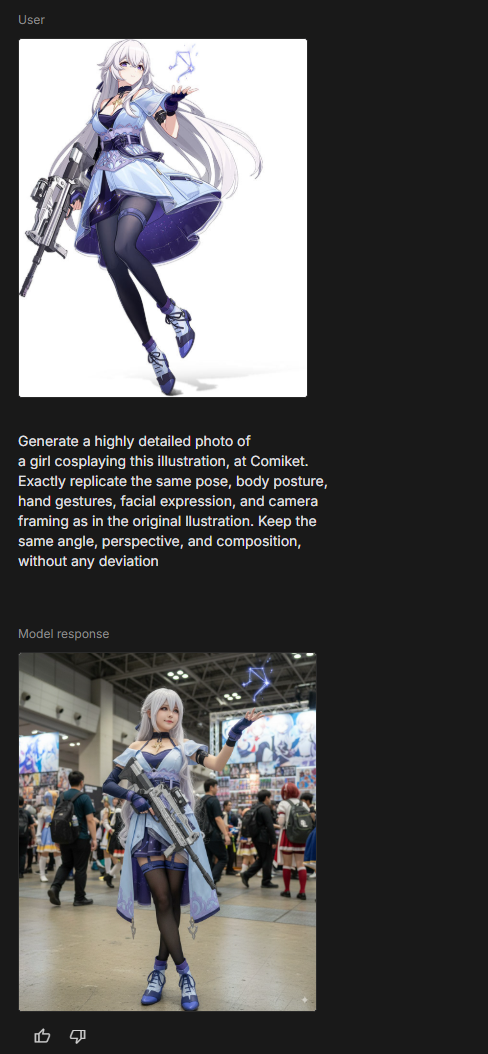 User
Generate a highly detailed photo of
a girl cosplaying this illustration, at Comiket.
Exactly replicate the same pose, body posture,
hand gestures, facial expression, and camera
framing as in the original Ilustration. Keep the
same angle, perspective, and composition,
without any deviation
Model response